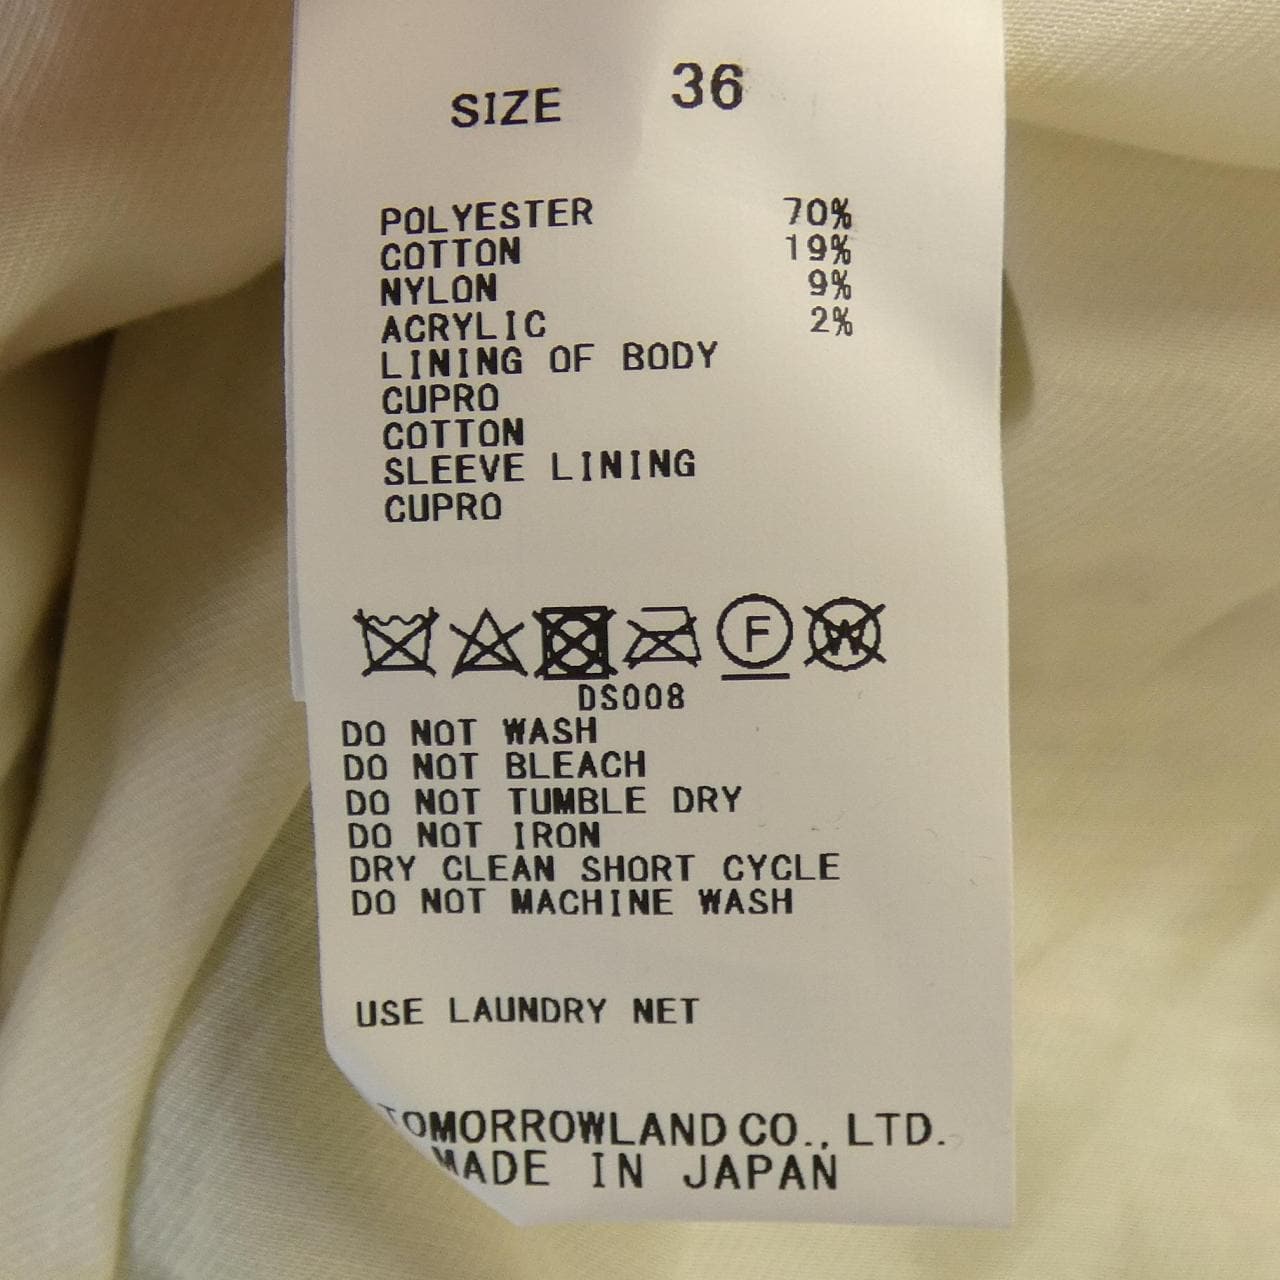 SIZE 36
POLYESTER 70%
COTTON 19%
NYLON 9%
ACRYLIC 2%
LINING OF BODY
CUPRO
COTTON
SLEEVE LINING
CUPRO
F W
DS008
DO NOT WASH
DO NOT BLEACH
DO NOT TUMBLE DRY
DO NOT IRON
DRY CLEAN SHORT CYCLE
DO NOT MACHINE WASH
USE LAUNDRY NET
TOMORROWLAND CO., LTD.
MADE IN JAPAN